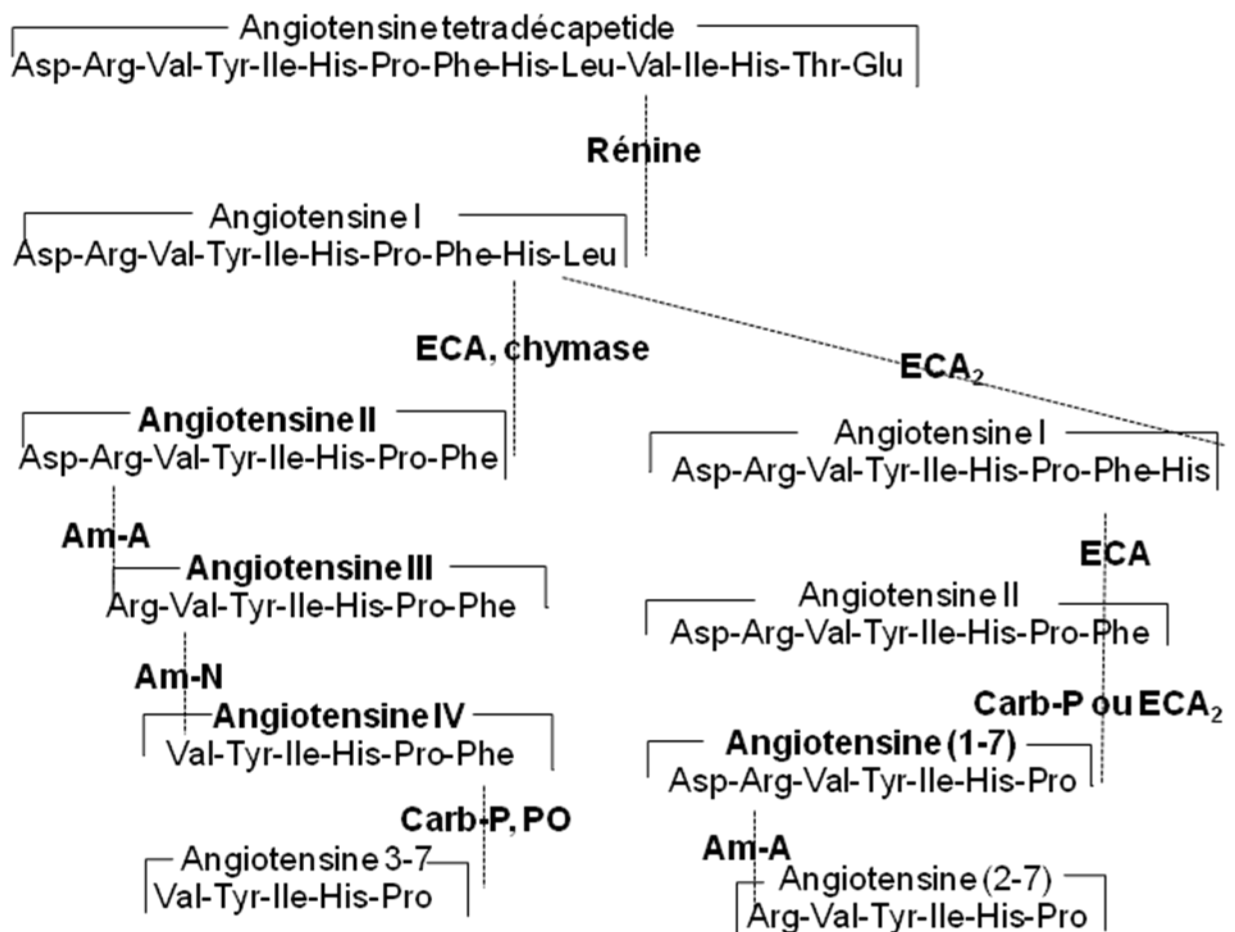 Angiotensine tetradécapetide
Asp-Arg-Val-Tyr-Ile-His-Pro-Phe-His-Leu-Val-Ile-His-Thr-Glu
Rénine
Angiotensine I
Asp-Arg-Val-Tyr-Ile-His-Pro-Phe-His-Leu
ECA, chymase
ECA₂
Angiotensine II
Asp-Arg-Val-Tyr-Ile-His-Pro-Phe
Angiotensine I
Asp-Arg-Val-Tyr-Ile-His-Pro-Phe-His
Am-A
ECA
Angiotensine III
Arg-Val-Tyr-Ile-His-Pro-Phe
Angiotensine II
Asp-Arg-Val-Tyr-Ile-His-Pro-Phe
Am-N
Carb-P ou ECA₂
Angiotensine IV
Val-Tyr-Ile-His-Pro-Phe
Angiotensine (1-7)
Asp-Arg-Val-Tyr-Ile-His-Pro
Carb-P, PO
Am-A
Angiotensine 3-7
Val-Tyr-Ile-His-Pro
Angiotensine (2-7)
Arg-Val-Tyr-Ile-His-Pro